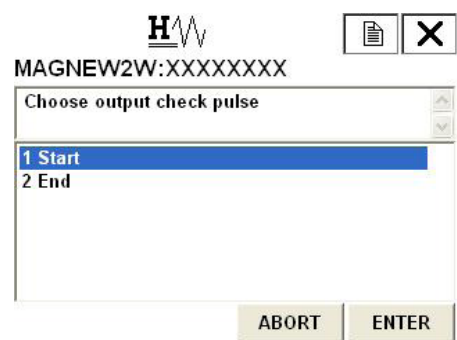 H
MAGNEW2W:XXXXXXXX
Choose output check pulse
1 Start
2 End
ABORT ENTER